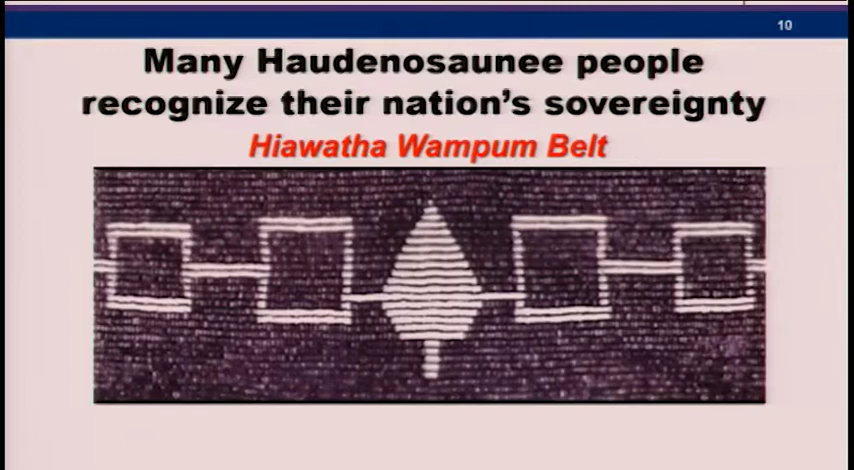 10
Many Haudenosaunee people
recognize their nation's sovereignty
Hiawatha Wampum Belt